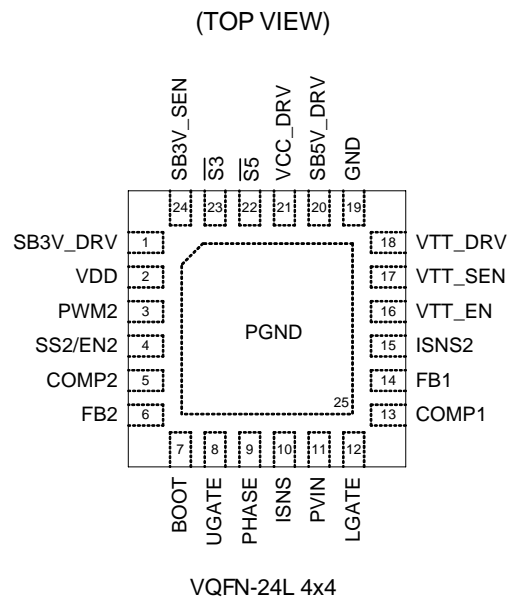 (TOP VIEW)
SB3V_SEN
S3
S5
VCC_DRV
SB5V_DRV
GND
24
23
22
21
20
19
SB3V_DRV 1
VDD 2
PWM2 3
SS2/EN2 4
COMP2 5
FB2 6
18 VTT_DRV
17 VTT_SEN
16 VTT_EN
15 ISNS2
14 FB1
13 COMP1
PGND
25
7
8
9
10
11
12
BOOT
UGATE
PHASE
ISNS
PVIN
LGATE
VQFN-24L 4x4